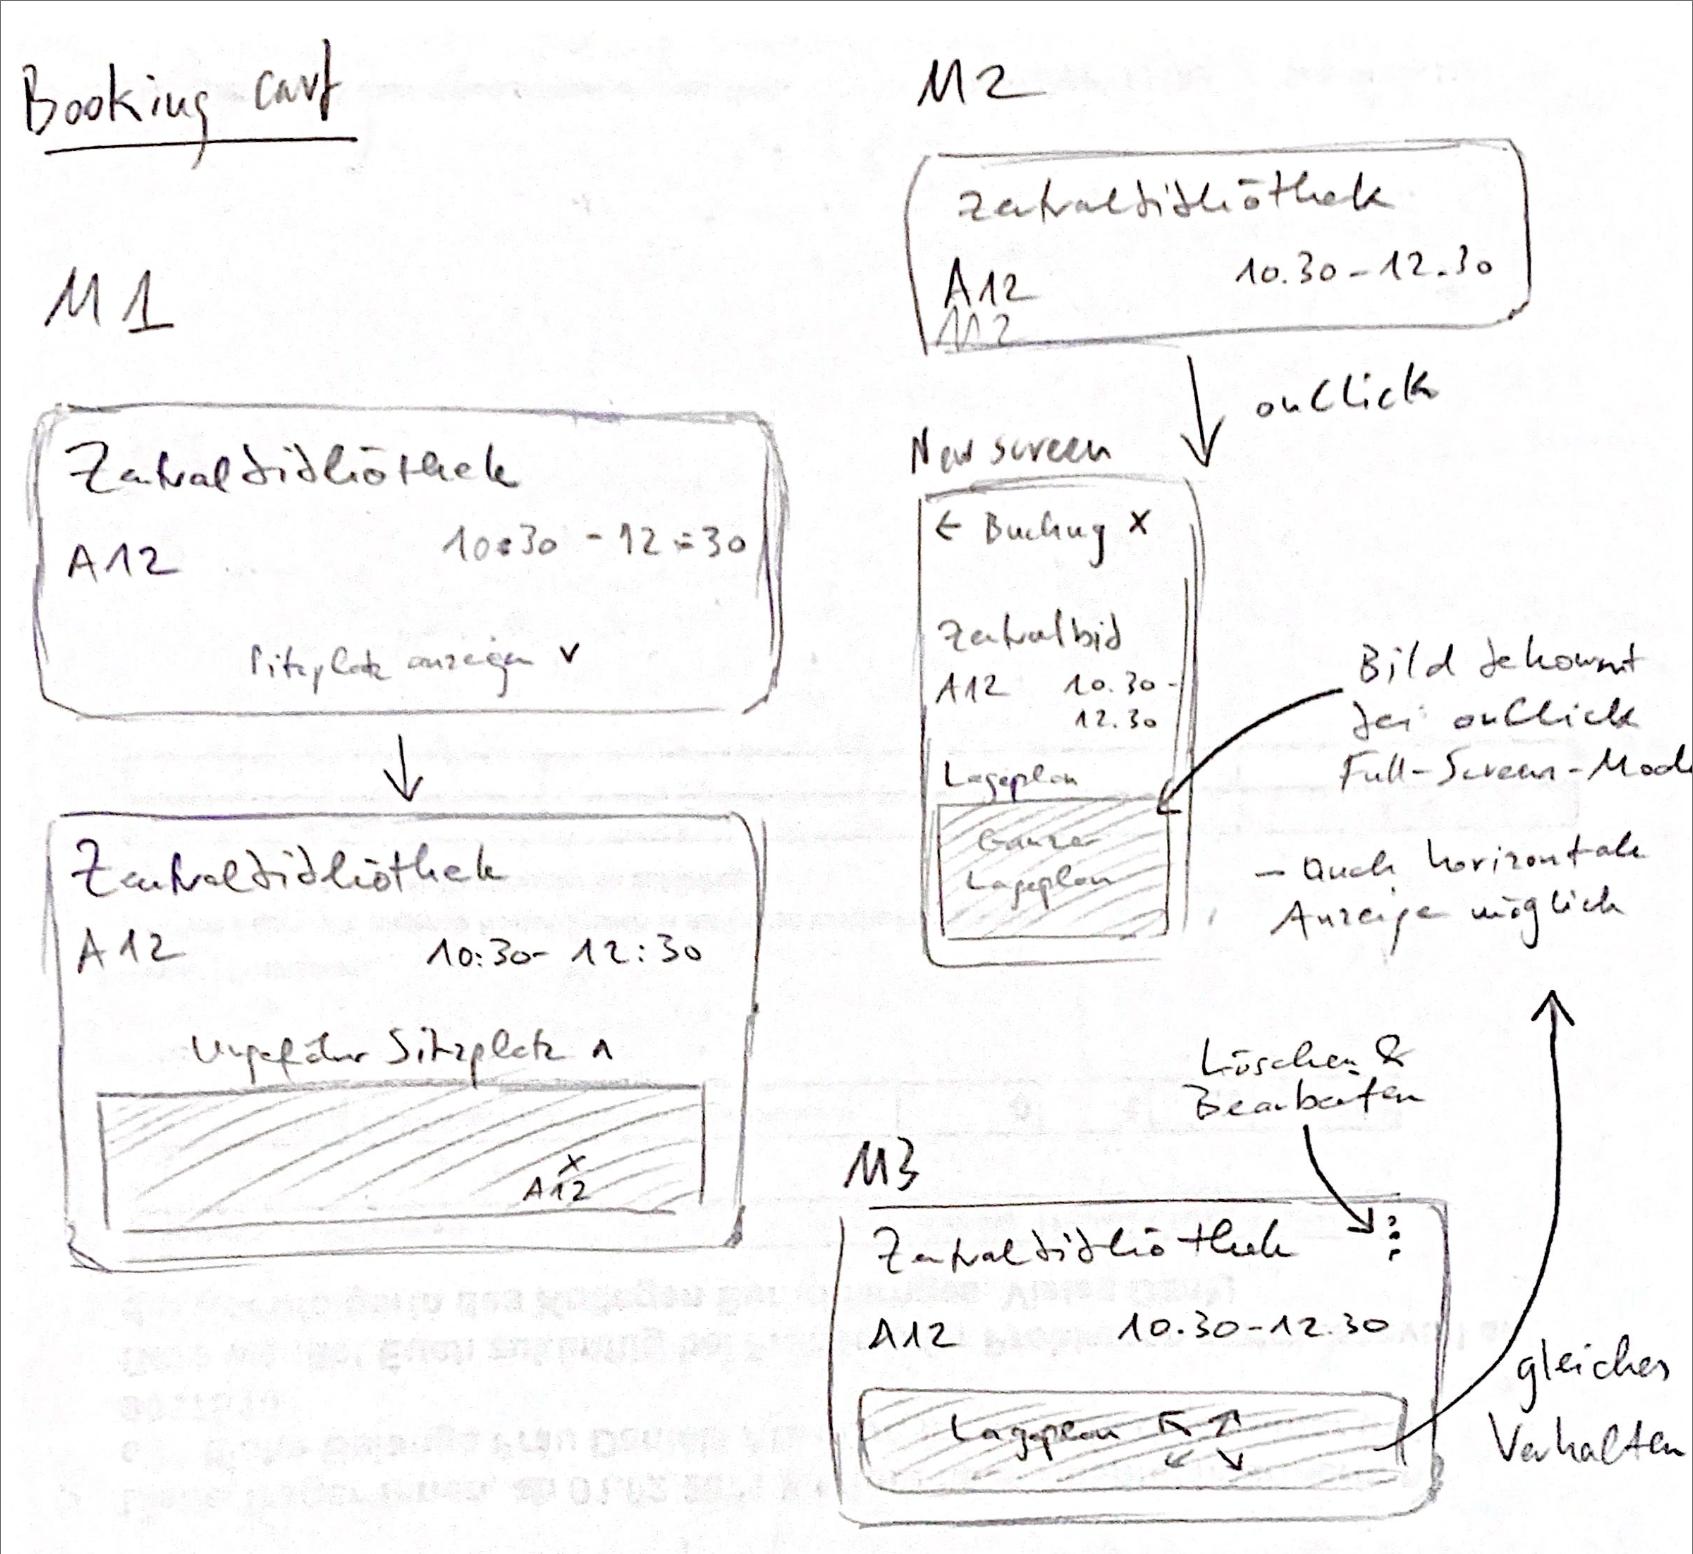 Booking Card
M1
Zentralbibliothek
A12
10:30 - 12:30
Sitzplatz anzeigen v
Zentralbibliothek
A12
10:30- 12:30
Ungefährer Sitzplatz ʌ
x
A12
M2
Zentralbibliothek
A12
10.30-12.30
M2
onClick
New screen
← Buchung x
Zentralbib
A12
10.30-
12.30
Lageplan
Ganzer
Lageplan
Bild bekommt
bei onClick
Full-Screen-Mode
- Auch horizontale
Anzeige möglich
Löschen &
Bearbeiten
M3
Zentralbibliothek
A12
10.30-12.30
Lageplan
gleiches
Verhalten